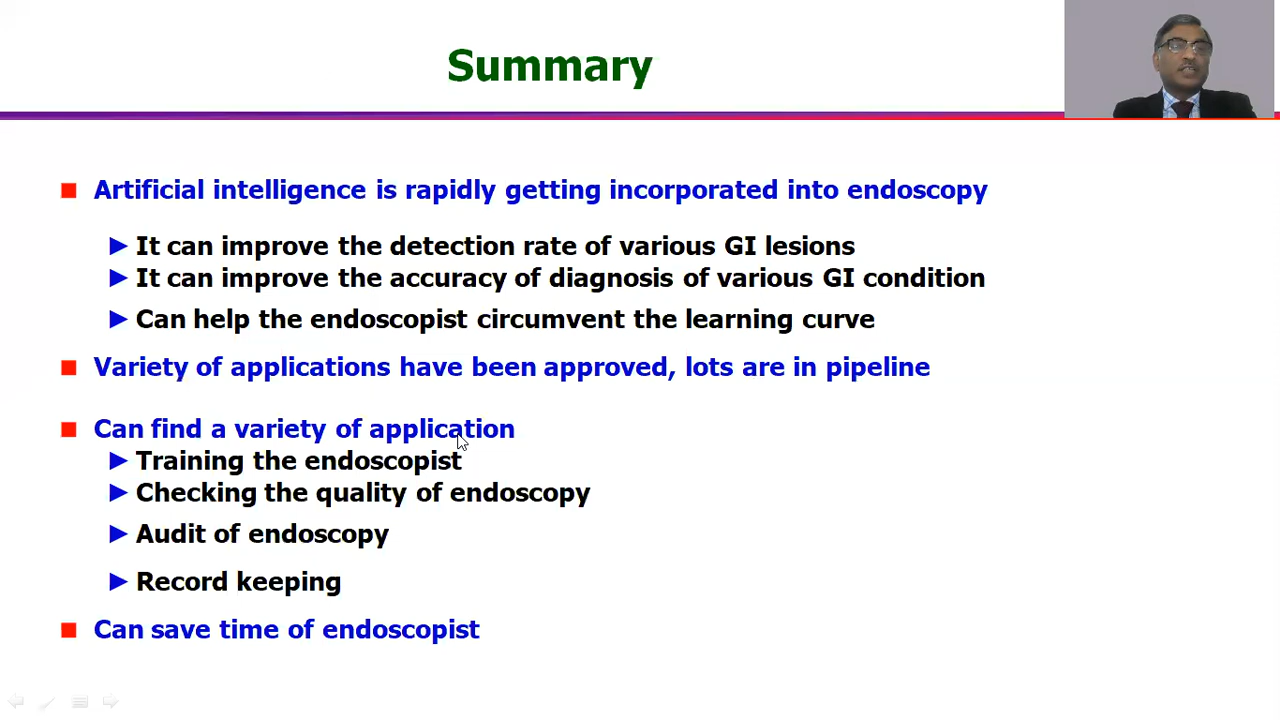 Summary
Artificial intelligence is rapidly getting incorporated into endoscopy
It can improve the detection rate of various GI lesions
It can improve the accuracy of diagnosis of various GI condition
Can help the endoscopist circumvent the learning curve
Variety of applications have been approved, lots are in pipeline
Can find a variety of application
Training the endoscopist
Checking the quality of endoscopy
Audit of endoscopy
Record keeping
Can save time of endoscopist